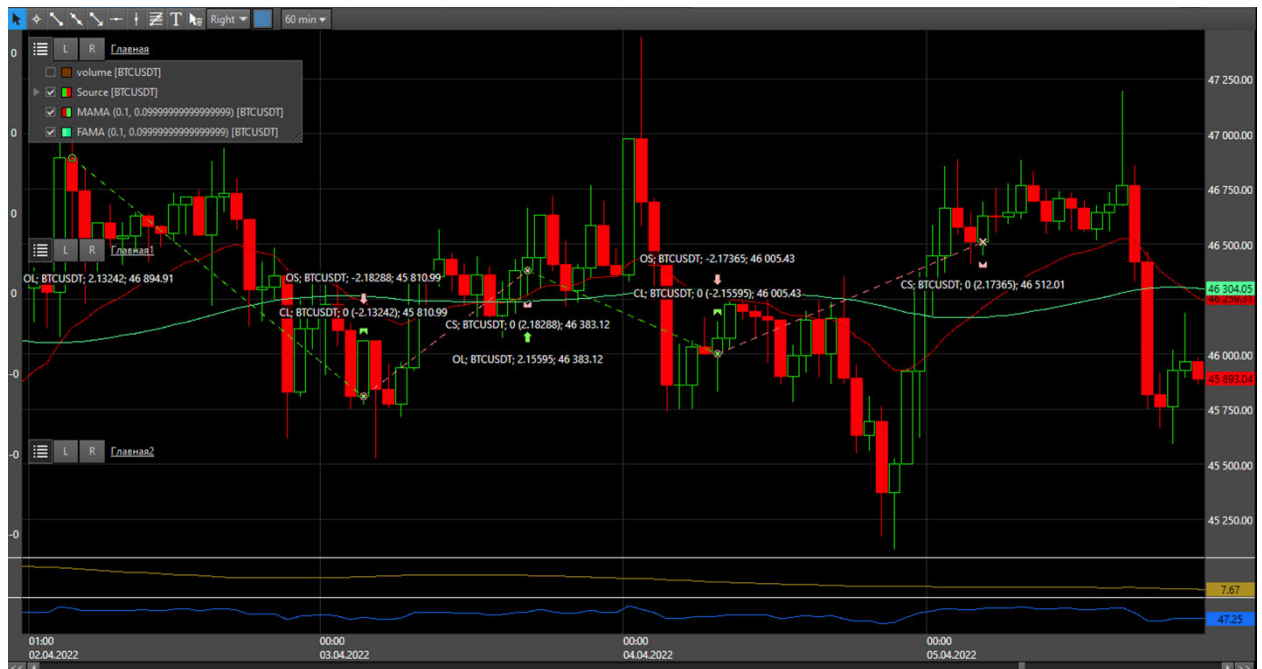 Right 60 min
L R Главная
volume [BTCUSDT]
Source [BTCUSDT]
MAMA (0.1, 0.09999999999999999) [BTCUSDT]
FAMA (0.1, 0.09999999999999999) [BTCUSDT]
0
0
0
0
-0
-0
-0
47 250.00
47 000.00
46 750.00
46 500.00
L R Главная1
OL; BTCUSDT; 2.13242; 46 894.91
OS; BTCUSDT; -2.18288; 45 810.99
CL; BTCUSDT; 0 (-2.13242); 45 810.99
CS; BTCUSDT; 0 (2.18288); 46 383.12
OL; BTCUSDT; 2.15595; 46 383.12
OS; BTCUSDT; -2.17365; 46 005.43
CL; BTCUSDT; 0 (-2.15595); 46 005.43
CS; BTCUSDT; 0 (2.17365); 46 512.01
46 304.05
46 000.00
45 893.04
45 750.00
L R Главная2
45 500.00
45 250.00
7.67
47.25
01:00 00:00 00:00 00:00
02.04.2022 03.04.2022 04.04.2022 05.04.2022